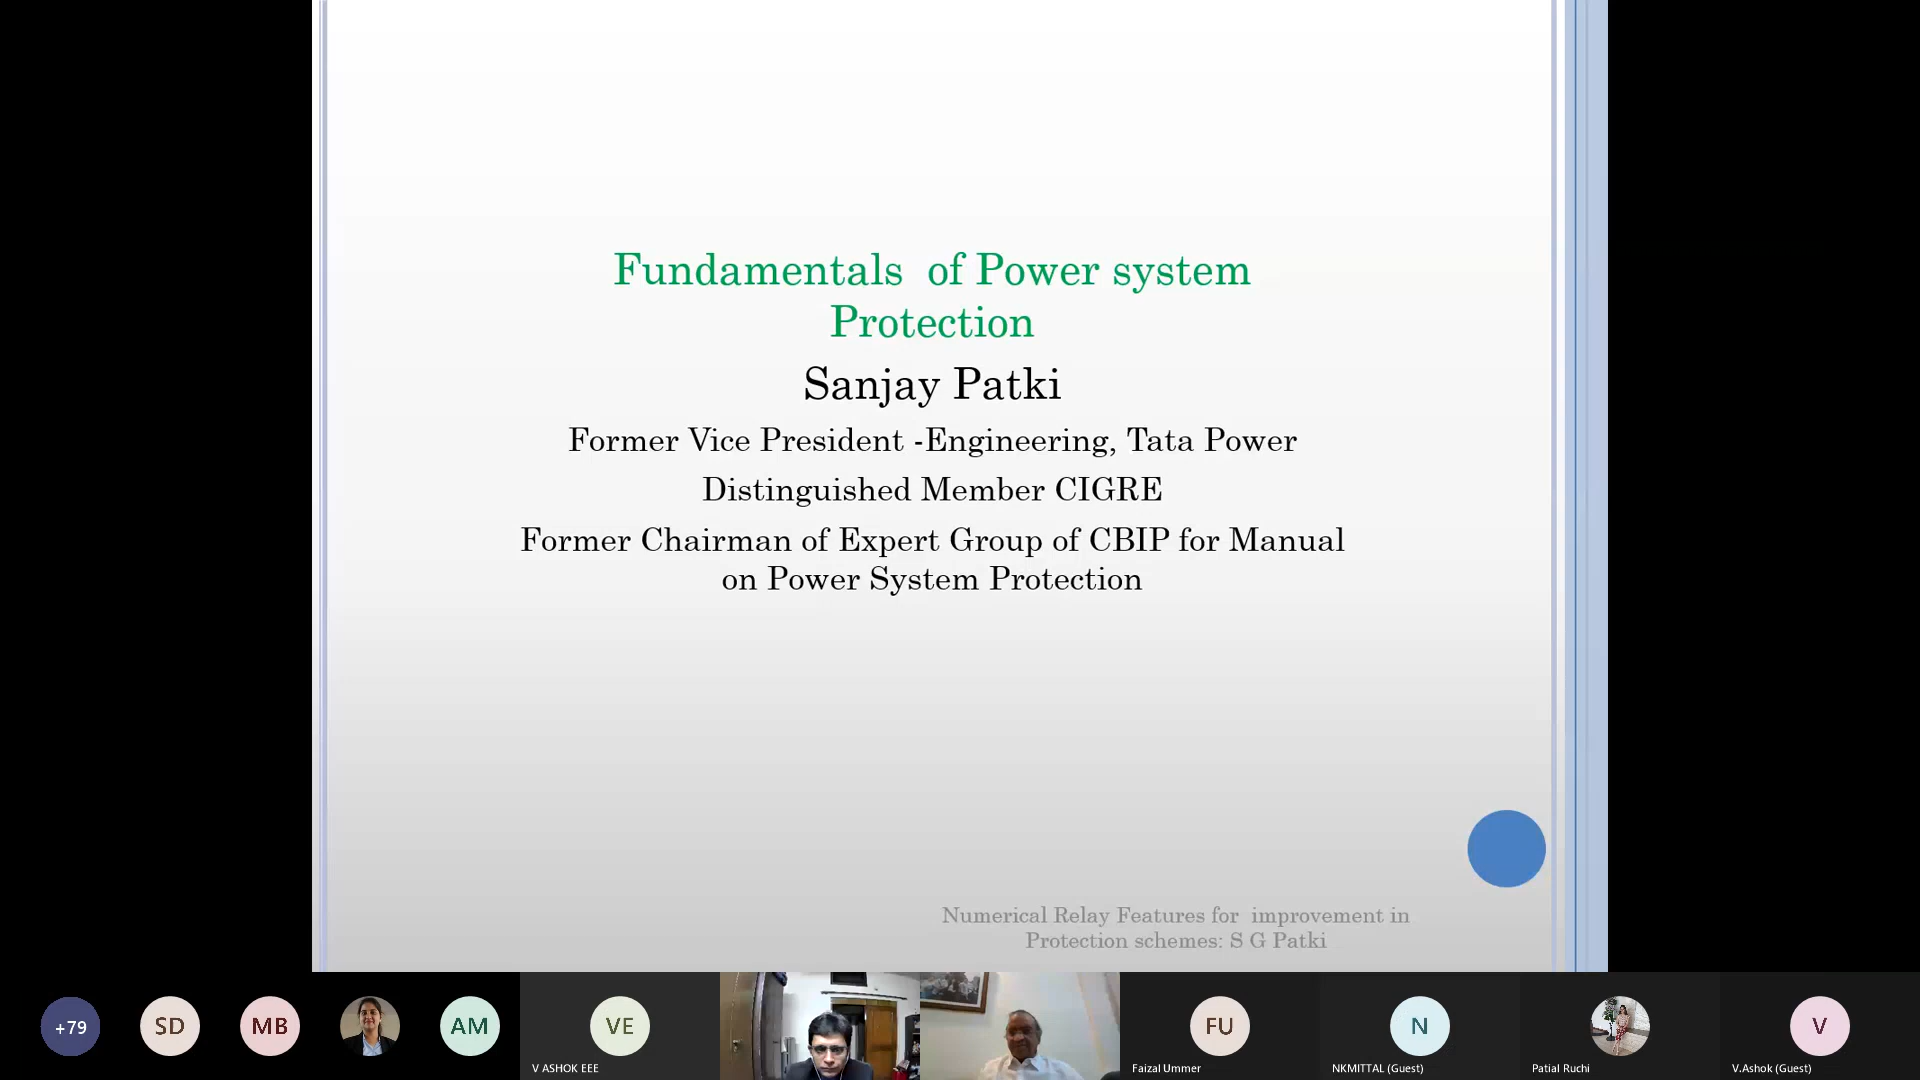 Fundamentals  of Power system
Protection
Sanjay Patki
Former Vice President -Engineering, Tata Power
Distinguished Member CIGRE
Former Chairman of Expert Group of CBIP for Manual
on Power System Protection
Numerical Relay Features for  improvement in
Protection schemes: S G Patki
+79
SD
MB
AM
VE
V ASHOK EEE
FU
Faizal Ummer
N
NKMITTAL (Guest)
Patial Ruchi
V
V.Ashok (Guest)